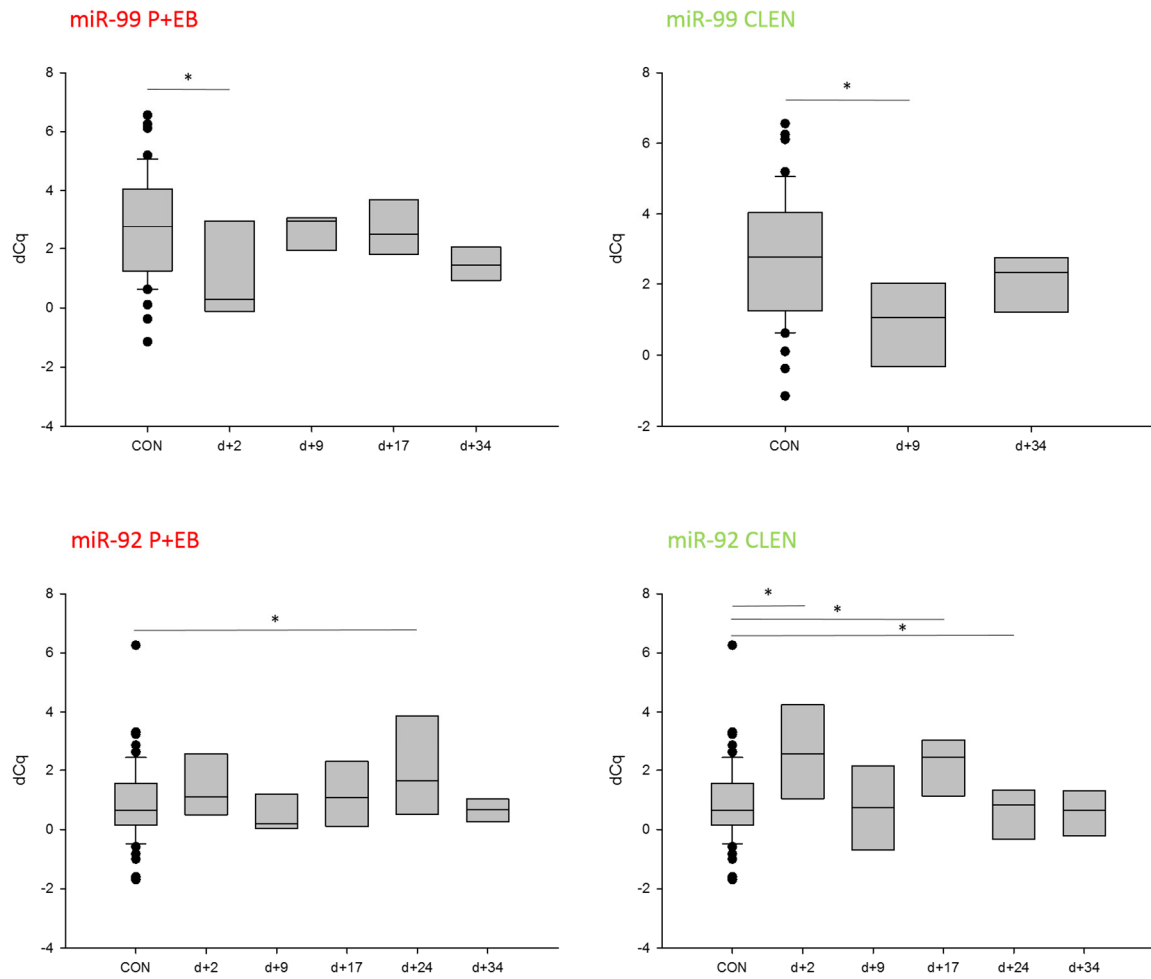 miR-99 P+EB
*
8
6
4
2
0
-2
-4
dCq
CON d+2 d+9 d+17 d+34
miR-99 CLEN
*
8
6
4
2
0
-2
dCq
CON d+9 d+34
miR-92 P+EB
*
8
6
4
2
0
-2
-4
dCq
CON d+2 d+9 d+17 d+24 d+34
miR-92 CLEN
*
*
*
8
6
4
2
0
-2
-4
dCq
CON d+2 d+9 d+17 d+24 d+34